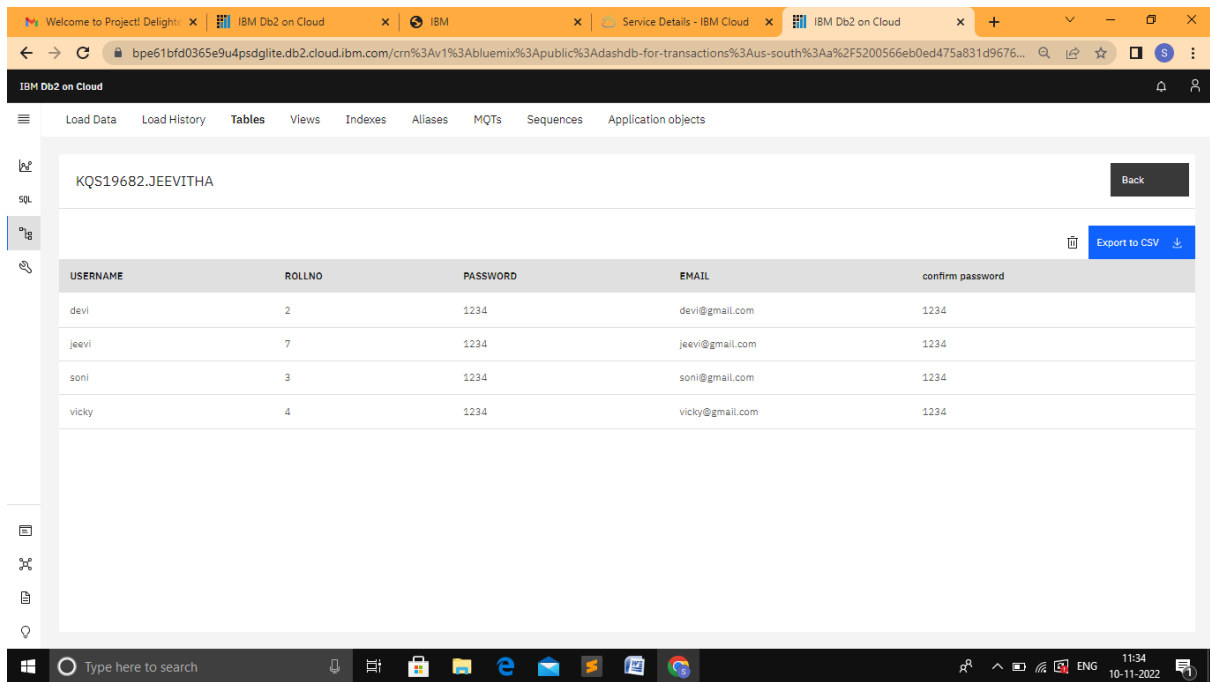 Welcome to Project! Delighte
IBM Db2 on Cloud
IBM
Service Details - IBM Cloud
IBM Db2 on Cloud
bpe61bfd0365e9u4psdglite.db2.cloud.ibm.com/crn%3Av1%3Abluemix%3Apublic%3Adashdb-for-transactions%3Aus-south%3Aa%2F5200566eb0ed475a831d9676...
S
IBM Db2 on Cloud
Load Data Load History Tables Views Indexes Aliases MQTs Sequences Application objects
KQS19682.JEEVITHA
Back
SQL
Export to CSV
USERNAME ROLLNO PASSWORD EMAIL confirm password
devi 2 1234 devi@gmail.com 1234
jeevi 7 1234 jeevi@gmail.com 1234
soni 3 1234 soni@gmail.com 1234
vicky 4 1234 vicky@gmail.com 1234
Type here to search
ENG
11:34
10-11-2022
1